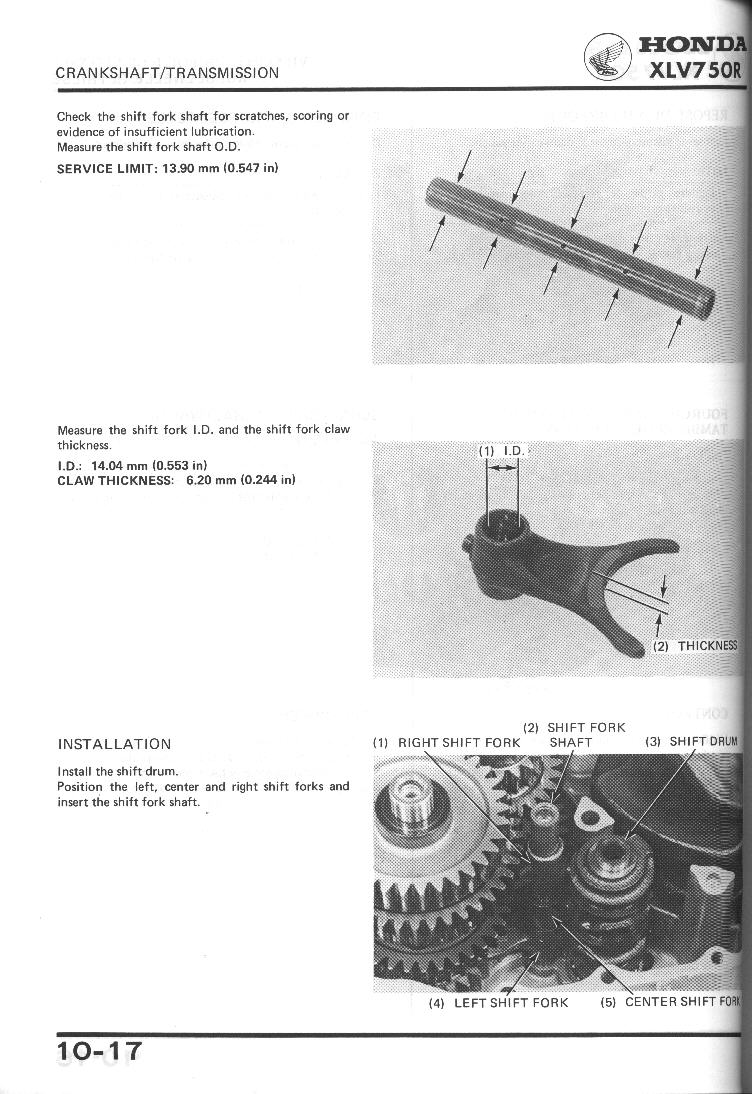 CRANKSHAFT/TRANSMISSION
HONDA
XLV750R
Check the shift fork shaft for scratches, scoring or
evidence of insufficient lubrication.
Measure the shift fork shaft O.D.
SERVICE LIMIT: 13.90 mm (0.547 in)
Measure the shift fork I.D. and the shift fork claw
thickness.
I.D.: 14.04 mm (0.553 in)
CLAW THICKNESS: 6.20 mm (0.244 in)
(1) I.D.
(2) THICKNESS
INSTALLATION
Install the shift drum.
Position the left, center and right shift forks and
insert the shift fork shaft.
(1) RIGHT SHIFT FORK
(2) SHIFT FORK
SHAFT
(3) SHIFT DRUM
(4) LEFT SHIFT FORK
(5) CENTER SHIFT FORK
10-17